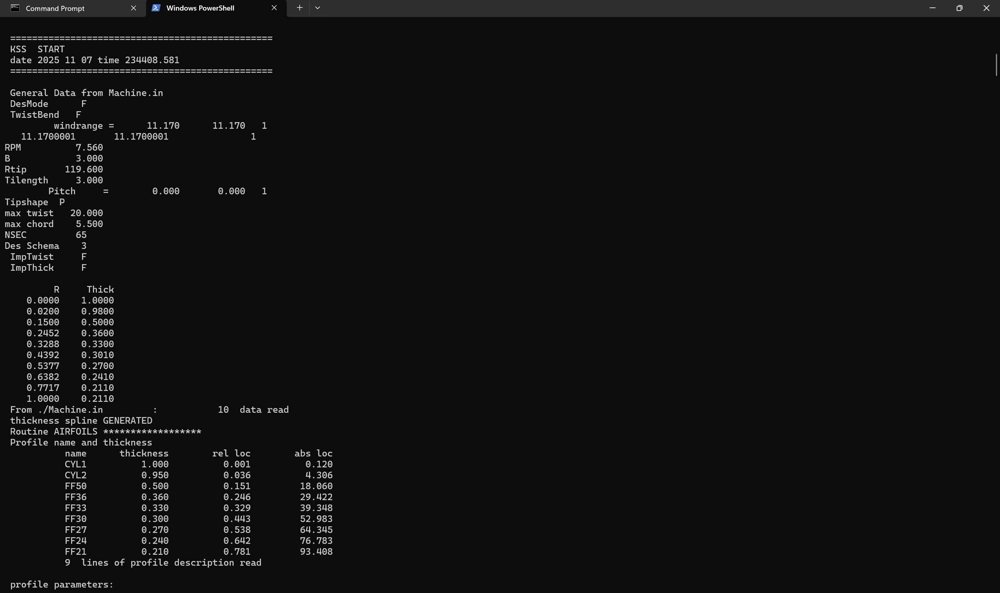 Command Prompt
Windows PowerShell
================================================
KSS  START
date 2025 11 07 time 234408.581
================================================
General Data from Machine.in
DesMode      F
TwistBend   F
windrange =      11.170      11.170   1
11.1700001       11.1700001               1
RPM          7.560
B            3.000
Rtip       119.600
Tilength     3.000
Pitch     =        0.000       0.000   1
Tipshape  P
max twist   20.000
max chord    5.500
NSEC         65
Des Schema    3
ImpTwist     F
ImpThick     F
R     Thick
0.0000    1.0000
0.0200    0.9800
0.1500    0.5000
0.2452    0.3600
0.3288    0.3300
0.4392    0.3010
0.5377    0.2700
0.6382    0.2410
0.7717    0.2110
1.0000    0.2110
From ./Machine.in         :           10  data read
thickness spline GENERATED
Routine AIRFOILS ******************
Profile name and thickness
name      thickness        rel loc        abs loc
CYL1          1.000          0.001          0.120
CYL2          0.950          0.036          4.306
FF50          0.500          0.151         18.060
FF36          0.360          0.246         29.422
FF33          0.330          0.329         39.348
FF30          0.300          0.443         52.983
FF27          0.270          0.538         64.345
FF24          0.240          0.642         76.783
FF21          0.210          0.781         93.408
9  lines of profile description read
profile parameters: